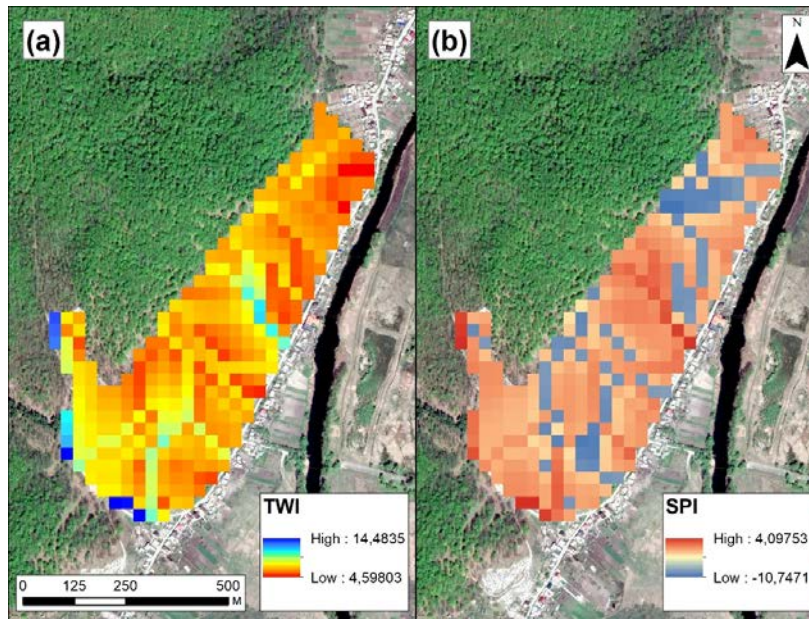 (a)
(b)
N
TWI
High : 14,4835
Low : 4,59803
0 125 250 500
M
SPI
High : 4,09753
Low : -10,7471